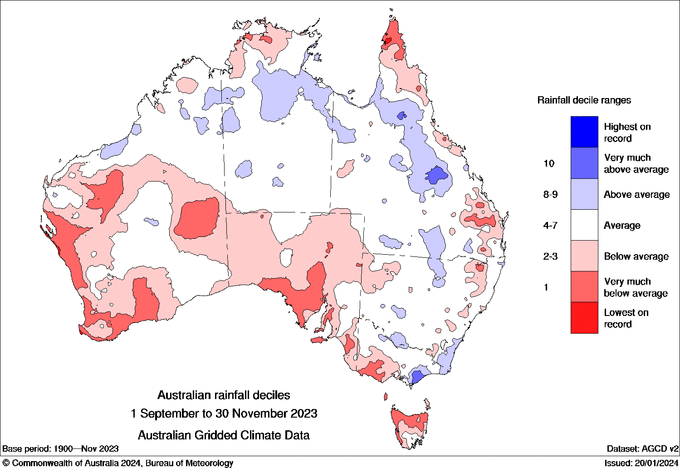 Rainfall decile ranges
Highest on
record
10
Very much
above average
8-9
Above average
4-7
Average
2-3
Below average
1
Very much
below average
Lowest on
record
Australian rainfall deciles
1 September to 30 November 2023
Australian Gridded Climate Data
Base period: 1900—Nov 2023
Dataset: AGCD v2
© Commonwealth of Australia 2024, Bureau of Meteorology
Issued: 20/01/2024